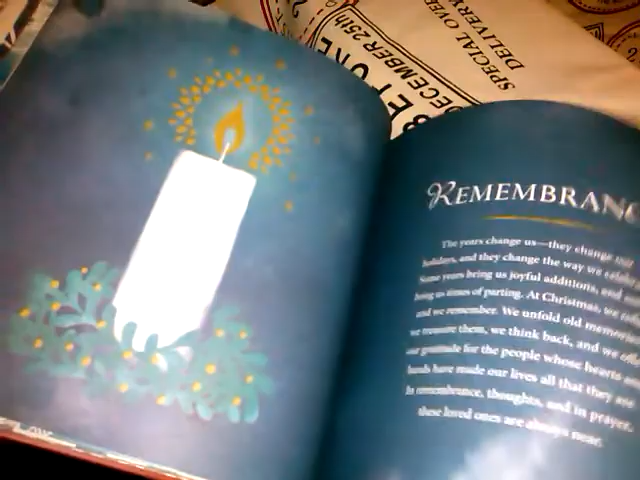 SPECIAL OVER
DELIVERY
DECEMBER 25th
BEFORE
REMEMBRANC
The years change us—they change our
holidays, and they change the way we celeb
Some years bring us joyful additions, and
bring us times of parting. At Christmas, we
and we remember. We unfold old memories
we treasure them, we think back, and we
our gratitude for the people whose hearts
hands have made our lives all that they are
In remembrance, thoughts, and in prayer,
these loved ones are always near.